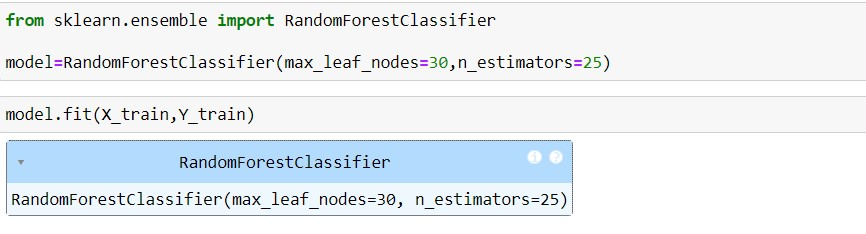 from sklearn.ensemble import RandomForestClassifier
model=RandomForestClassifier(max_leaf_nodes=30,n_estimators=25)
model.fit(X_train,Y_train)
RandomForestClassifier
RandomForestClassifier(max_leaf_nodes=30, n_estimators=25)